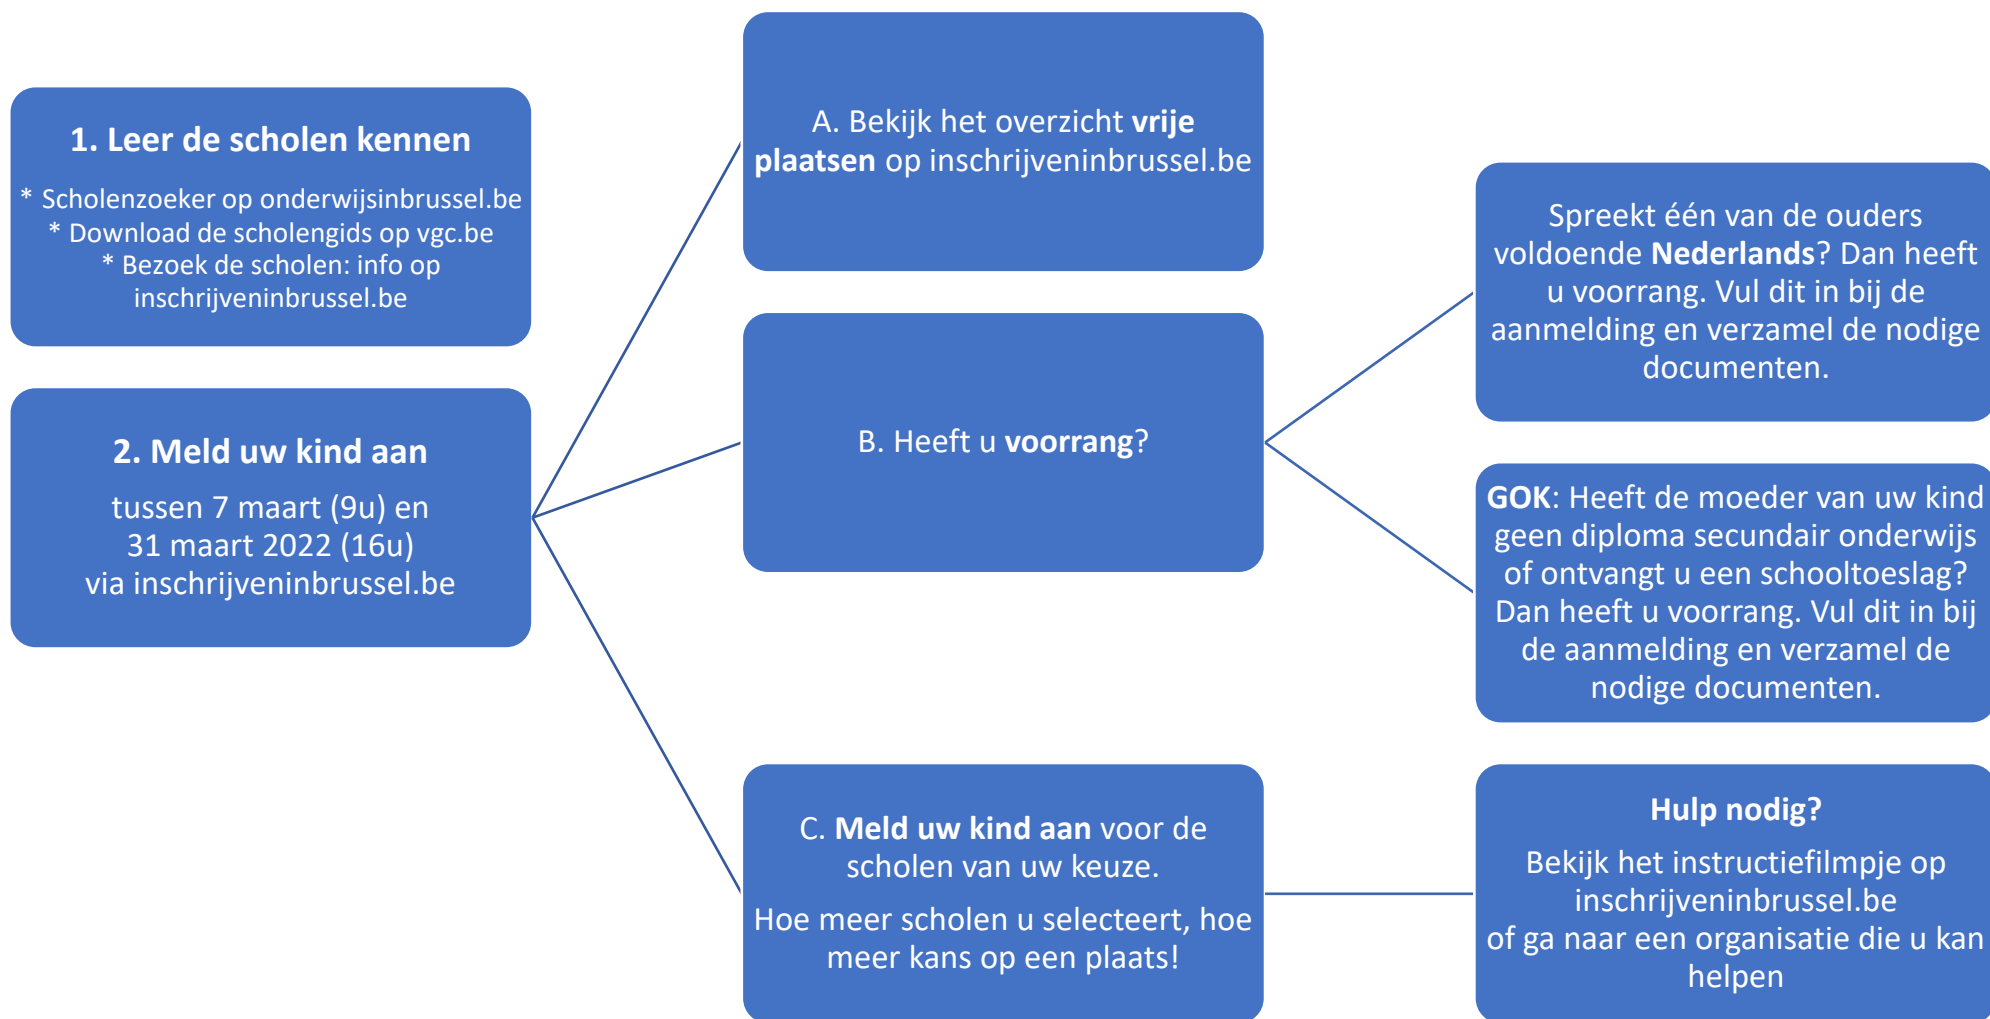 1. Leer de scholen kennen
* Scholenzoeker op onderwijsinbrussel.be
* Download de scholengids op vgc.be
* Bezoek de scholen: info op
inschrijveninbrussel.be
2. Meld uw kind aan
tussen 7 maart (9u) en
31 maart 2022 (16u)
via inschrijveninbrussel.be
A. Bekijk het overzicht vrije
plaatsen op inschrijveninbrussel.be
B. Heeft u voorrang?
Spreekt één van de ouders
voldoende Nederlands? Dan heeft
u voorrang. Vul dit in bij de
aanmelding en verzamel de nodige
documenten.
GOK: Heeft de moeder van uw kind
geen diploma secundair onderwijs
of ontvangt u een schooltoeslag?
Dan heeft u voorrang. Vul dit in bij
de aanmelding en verzamel de
nodige documenten.
C. Meld uw kind aan voor de
scholen van uw keuze.
Hoe meer scholen u selecteert, hoe
meer kans op een plaats!
Hulp nodig?
Bekijk het instructiefilmpje op
inschrijveninbrussel.be
of ga naar een organisatie die u kan
helpen